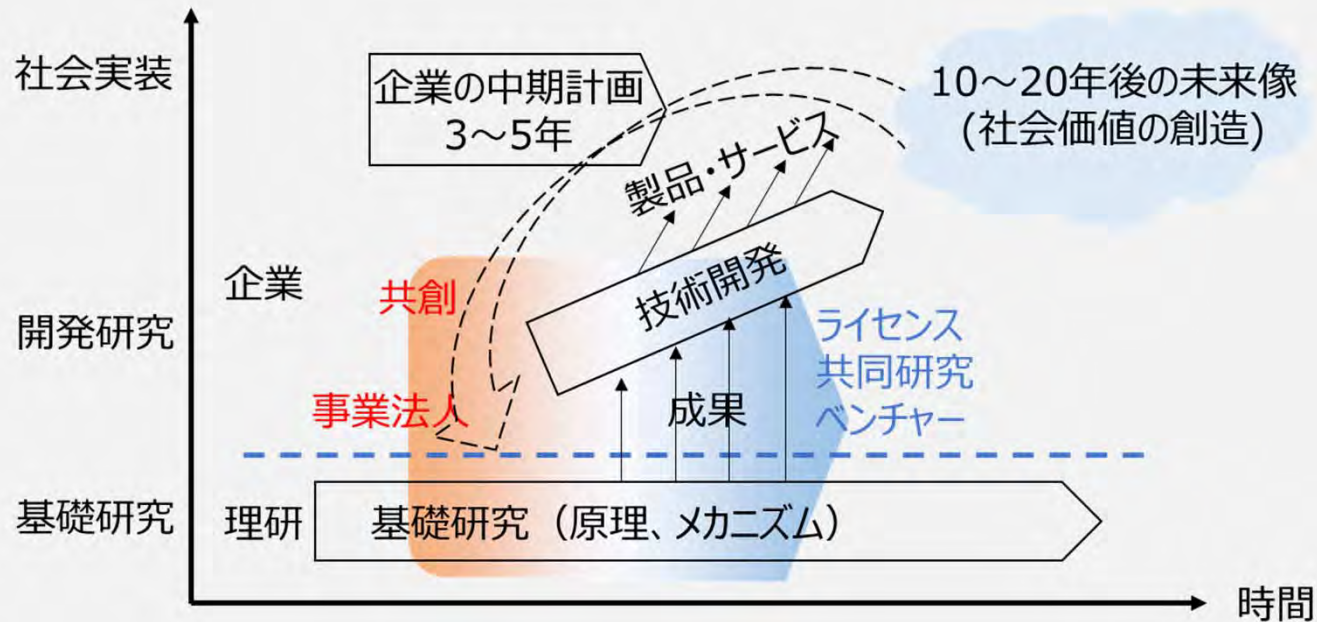 社会実装
企業の中期計画
3～5年
10～20年後の未来像
(社会価値の創造)
製品・サービス
企業
共創
技術開発
開発研究
ライセンス
共同研究
ベンチャー
事業法人
成果
基礎研究
理研
基礎研究（原理、メカニズム）
時間